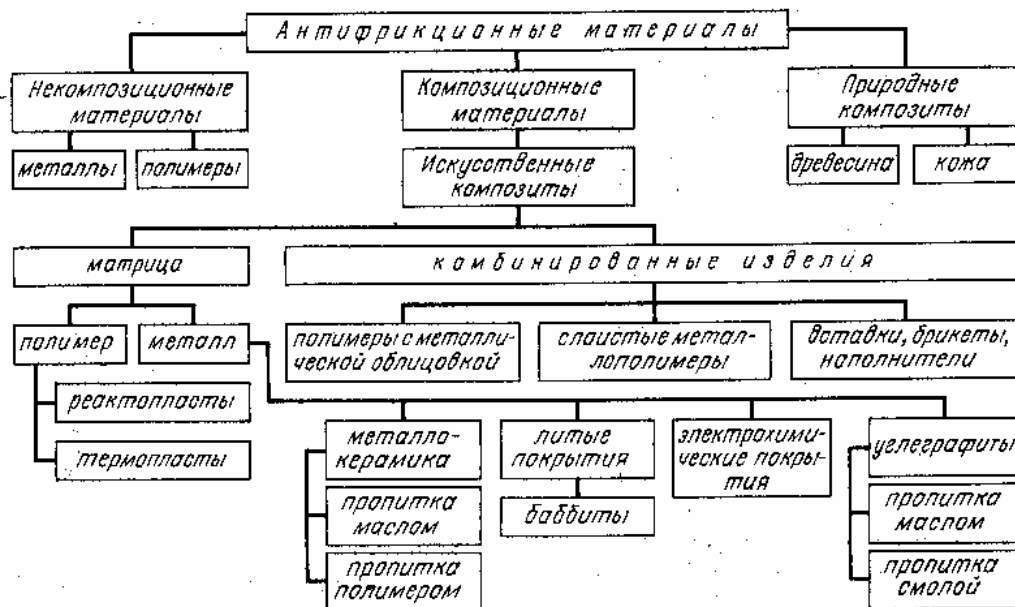 Антифрикционные материалы
Некомпозиционные
материалы
Композиционные
материалы
Природные
композиты
металлы
полимеры
Искусственные
композиты
древесина
кожа
матрица
комбинированные изделия
полимер
металл
полимеры с металли-
ческой облицовкой
слоистые метал-
лополимеры
вставки, брикеты,
наполнители
реактопласты
термопласты
металло-
керамика
литые
покрытия
электрохими-
ческие покры-
тия
углеграфиты
пропитка
маслом
баббиты
пропитка
маслом
пропитка
полимером
пропитка
смолой